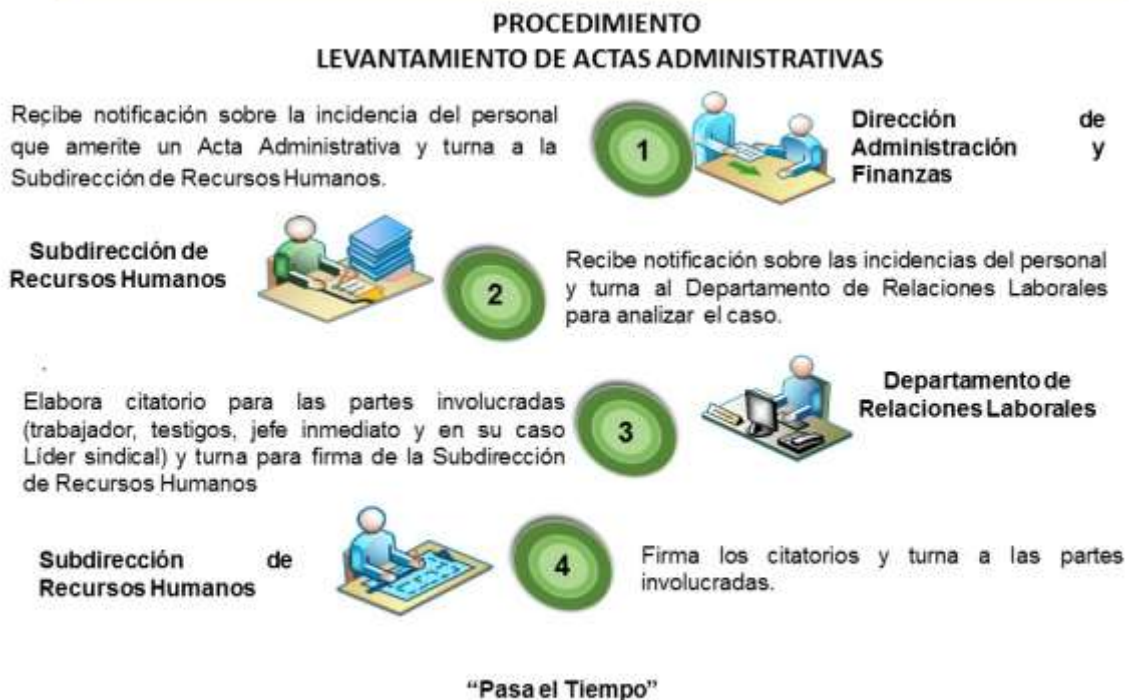 PROCEDIMIENTO
LEVANTAMIENTO DE ACTAS ADMINISTRATIVAS
Recibe notificación sobre la incidencia del personal
que amerite un Acta Administrativa y turna a la
Subdirección de Recursos Humanos.
1
Dirección de
Administración y
Finanzas
Subdirección de
Recursos Humanos
2
Recibe notificación sobre las incidencias del personal
y turna al Departamento de Relaciones Laborales
para analizar el caso.
Elabora citatorio para las partes involucradas
(trabajador, testigos, jefe inmediato y en su caso
Líder sindical) y turna para firma de la Subdirección
de Recursos Humanos
3
Departamento de
Relaciones Laborales
Subdirección de
Recursos Humanos
4
Firma los citatorios y turna a las partes
involucradas.
“Pasa el Tiempo”